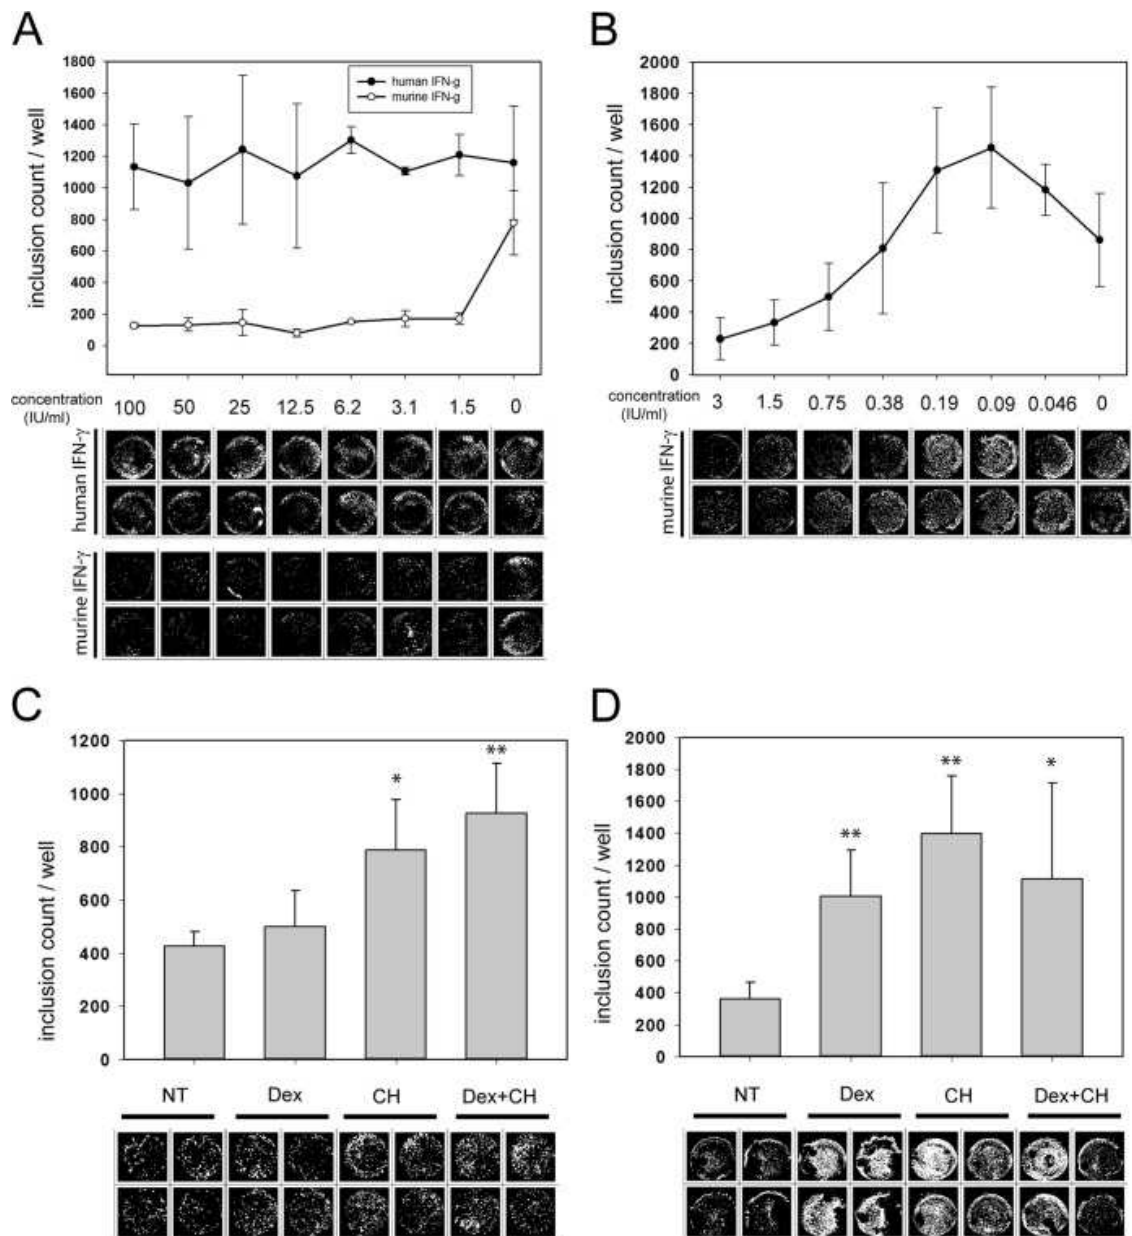 A
1800
1600
1400
1200
1000
800
600
400
200
0
inclusion count / well
human IFN-g
murine IFN-g
concentration
(IU/ml)
100 50 25 12.5 6.2 3.1 1.5 0
human IFN-γ
murine IFN-γ
B
2000
1800
1600
1400
1200
1000
800
600
400
200
0
inclusion count / well
concentration
(IU/ml)
3 1.5 0.75 0.38 0.19 0.09 0.046 0
murine IFN-γ
C
1200
1000
800
600
400
200
0
inclusion count / well
*
**
NT Dex CH Dex+CH
D
2000
1800
1600
1400
1200
1000
800
600
400
200
0
inclusion count / well
**
**
*
NT Dex CH Dex+CH